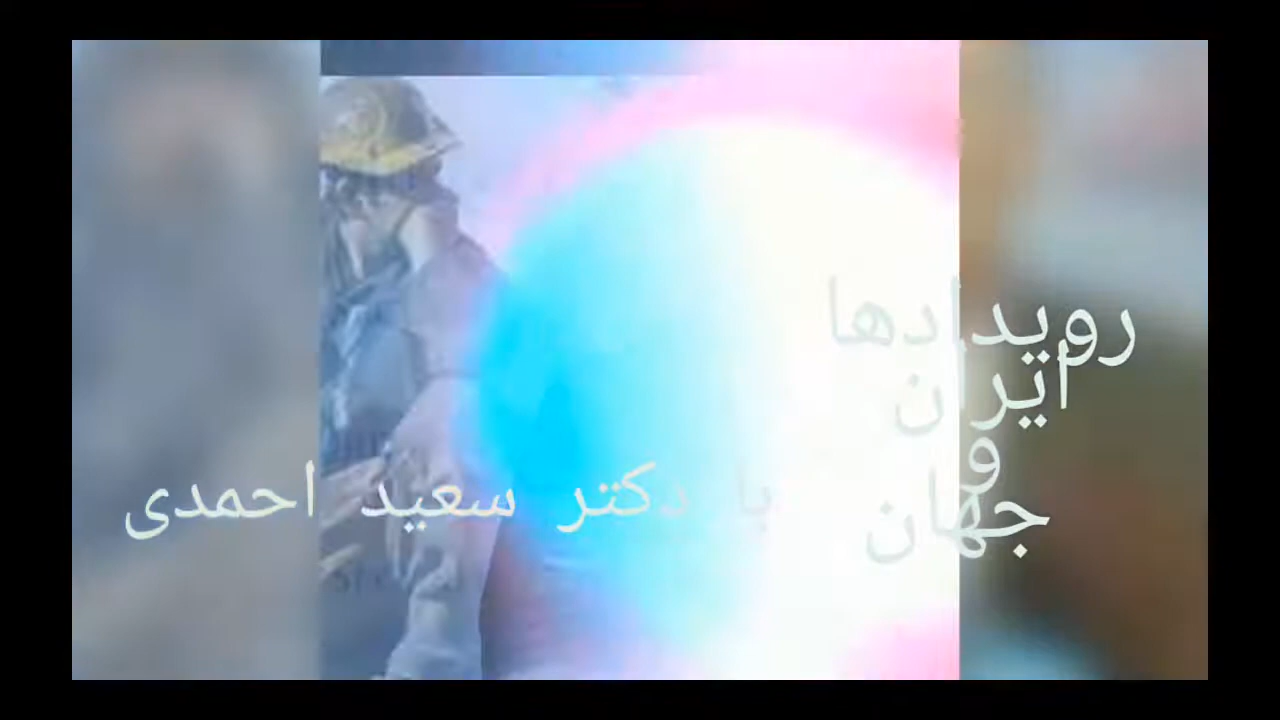 رویدادها
ایران
و
جهان
با دکتر سعید احمدی